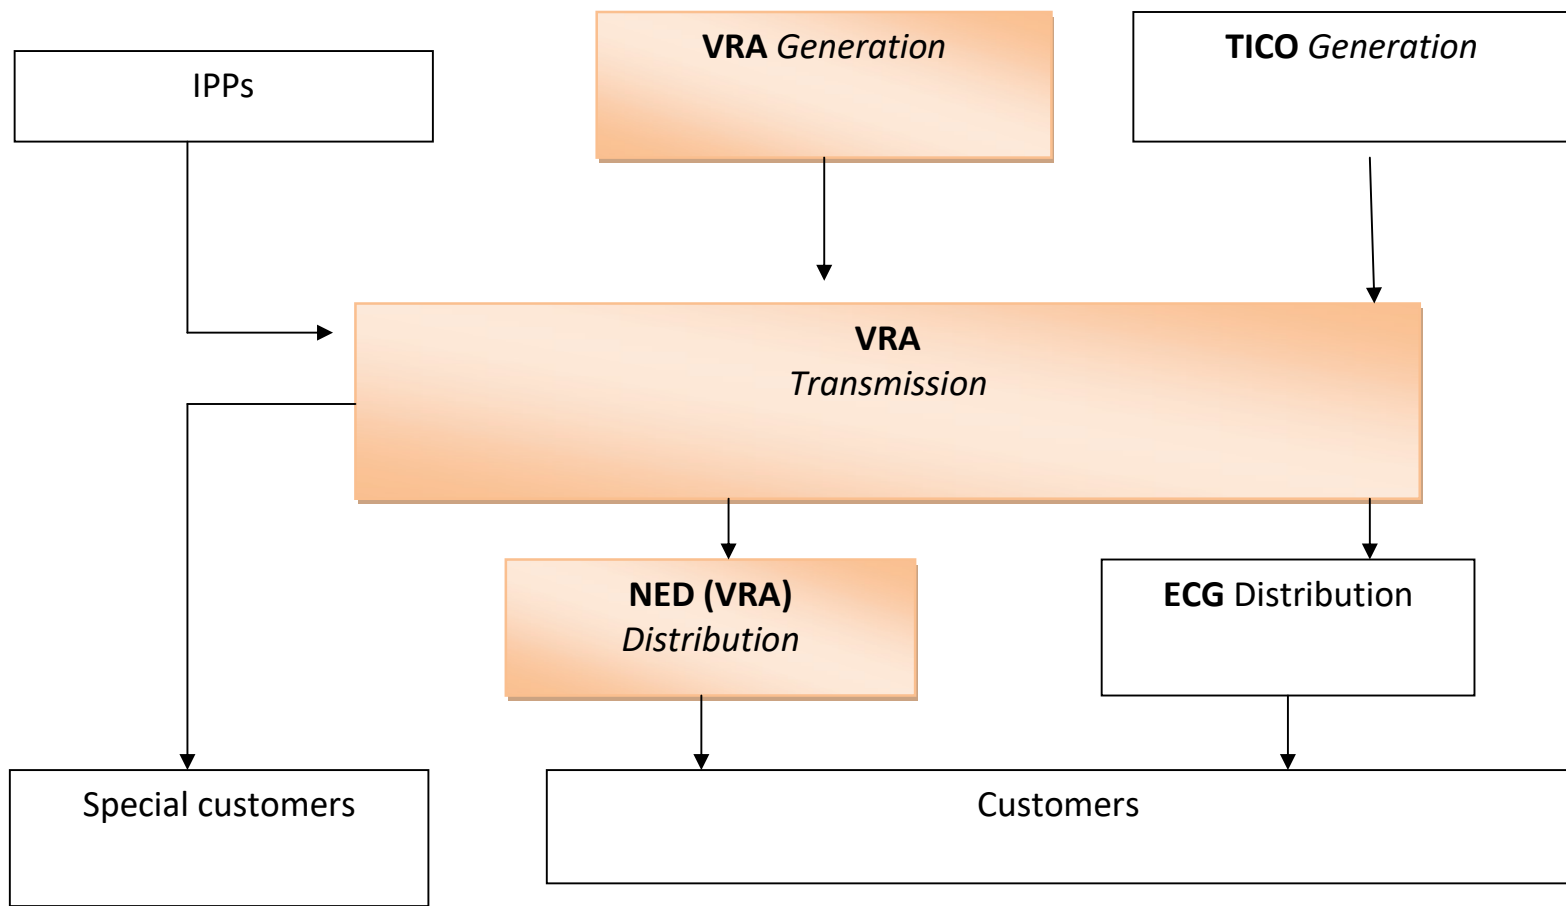 IPPs
VRA Generation
TICO Generation
VRA
Transmission
NED (VRA)
Distribution
ECG Distribution
Special customers
Customers